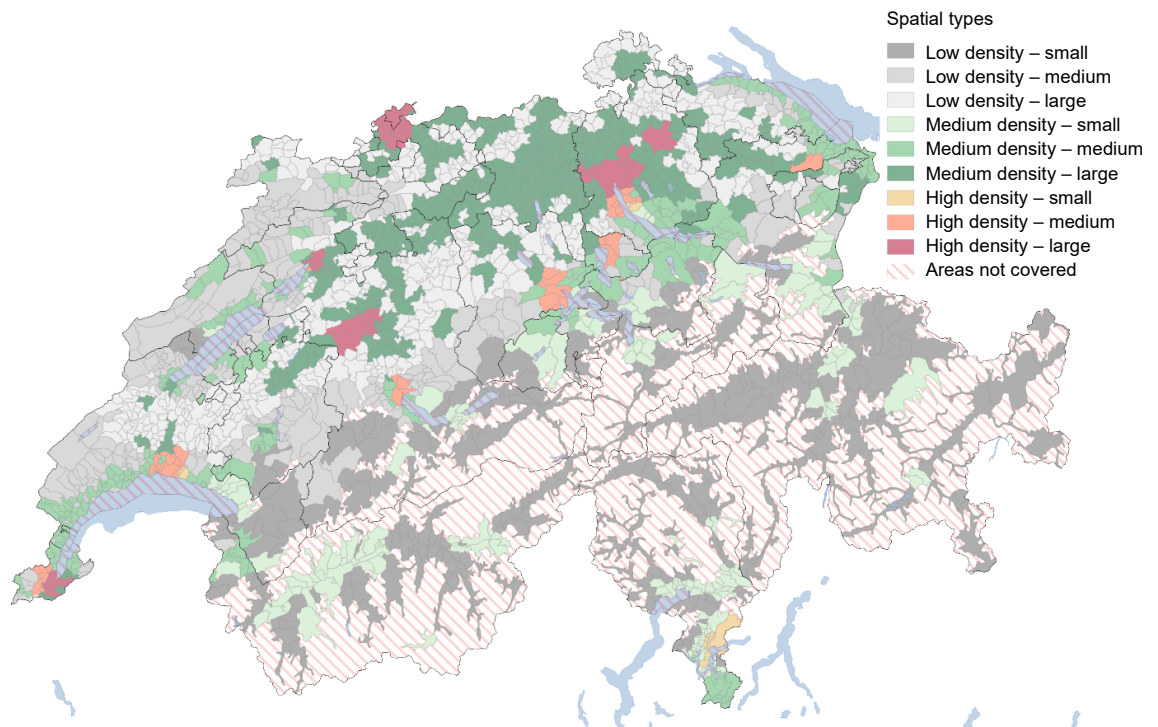 Spatial types
Low density – small
Low density – medium
Low density – large
Medium density – small
Medium density – medium
Medium density – large
High density – small
High density – medium
High density – large
Areas not covered